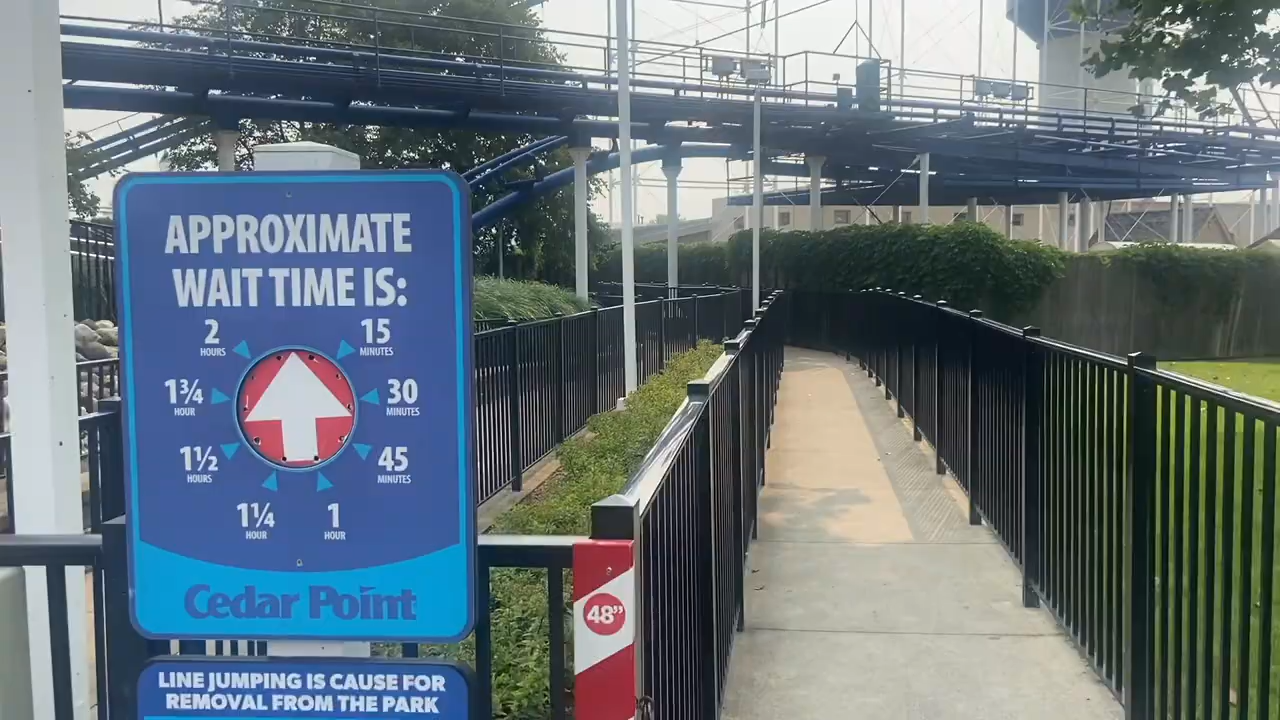 APPROXIMATE
WAIT TIME IS:
2
HOURS
15
MINUTES
1¾
HOUR
30
MINUTES
1½
HOURS
45
MINUTES
1¼
HOUR
1
HOUR
Cedar Point
48"
LINE JUMPING IS CAUSE FOR
REMOVAL FROM THE PARK